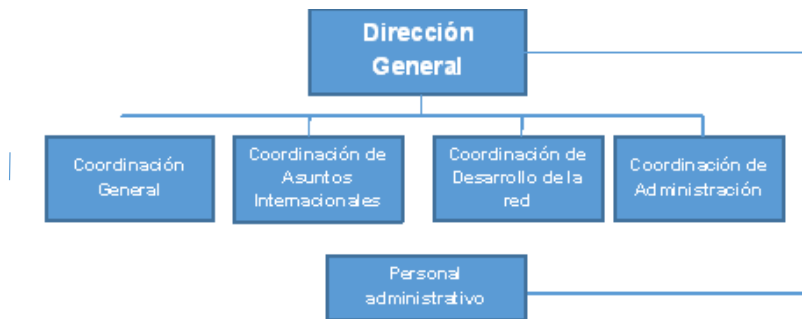 Dirección
General
Coordinación
General
Coordinación de
Asuntos
Internacionales
Coordinación de
Desarrollo de la
red
Coordinación de
Administración
Personal
administrativo